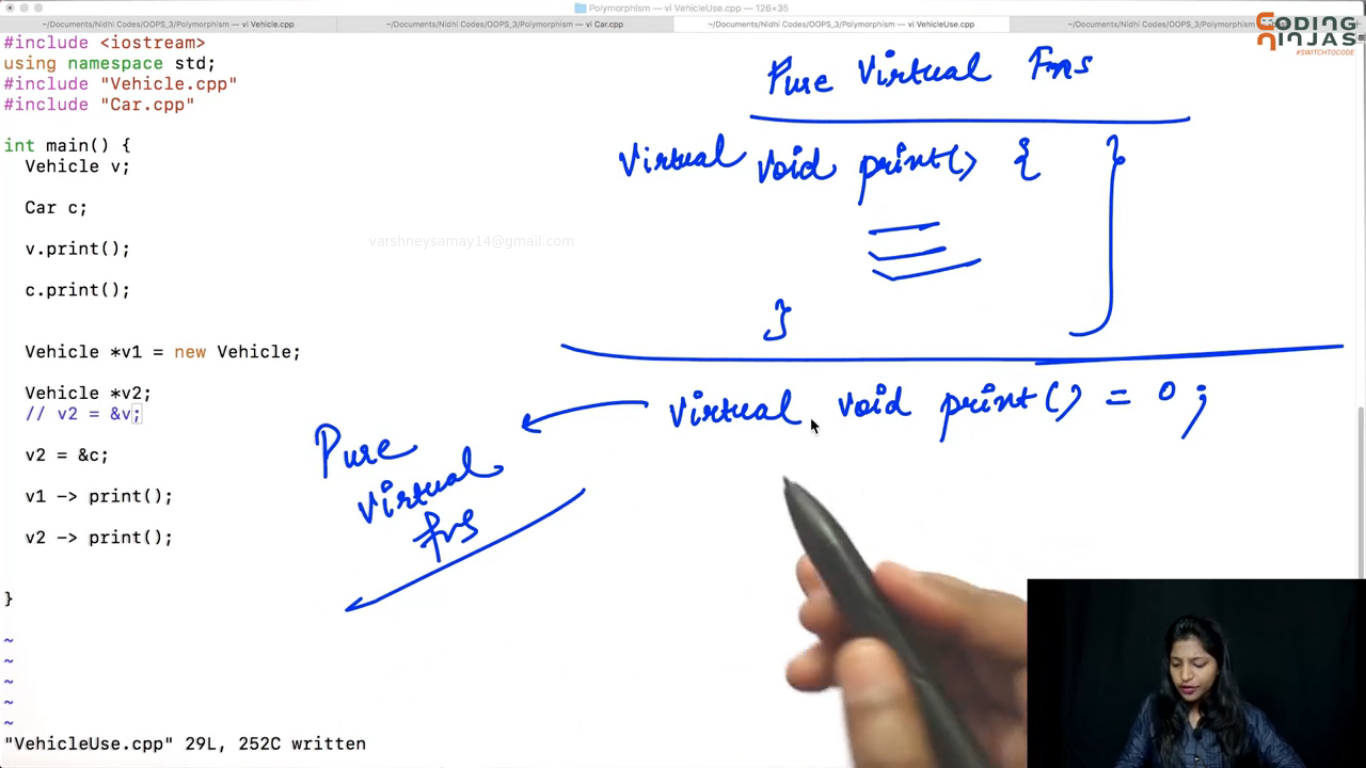 Polymorphism — vi VehicleUse.cpp — 126×35
~/Documents/Nidhi Codes/OOPS_3/Polymorphism — vi Vehicle.cpp
~/Documents/Nidhi Codes/OOPS_3/Polymorphism — vi Car.cpp
~/Documents/Nidhi Codes/OOPS_3/Polymorphism — vi VehicleUse.cpp
~/Documents/Nidhi Codes/OOPS_3/Polymorphism
CODING
NINJAS
#SWITCHTOCODE
#include <iostream>
using namespace std;
#include "Vehicle.cpp"
#include "Car.cpp"
int main() {
Vehicle v;
Car c;
v.print();
c.print();
Vehicle *v1 = new Vehicle;
Vehicle *v2;
// v2 = &v;
v2 = &c;
v1 -> print();
v2 -> print();
}
~
~
~
~
~
"VehicleUse.cpp" 29L, 252C written
varshneysamay14@gmail.com
Pure Virtual Fns
Virtual void print() { }
}
virtual void print() = 0;
Pure
virtual
fns